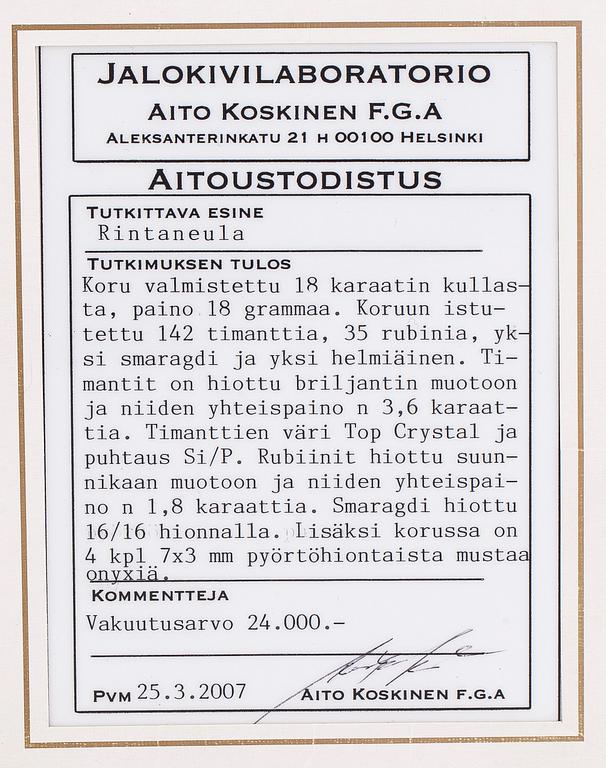 JALOKIVILABORATORIO
AITO KOSKINEN F.G.A
ALEKSANTERINKATU 21 H 00100 HELSINKI
AITOUSTODISTUS
TUTKITTAVA ESINE
Rintaneula
TUTKIMUKSEN TULOS
Koru valmistettu 18 karaatin kullas-
ta, paino 18 grammaa. Koruun istu-
tettu 142 timanttia, 35 rubinia, yk-
si smaragdi ja yksi helmiäinen. Ti-
mantit on hiottu briljantin muotoon
ja niiden yhteispaino n 3,6 karaat-
tia. Timanttien väri Top Crystal ja
puhtaus Si/P. Rubiinit hiottu suun-
nikaan muotoon ja niiden yhteispai-
no n 1,8 karaattia. Smaragdi hiottu
16/16 hionnalla. Lisäksi korussa on
4 kpl 7x3 mm pyörtöhiontaista mustaa
onyxiä.
KOMMENTTEJA
Vakuutusarvo 24.000.-
PVM 25.3.2007 AITO KOSKINEN F.G.A